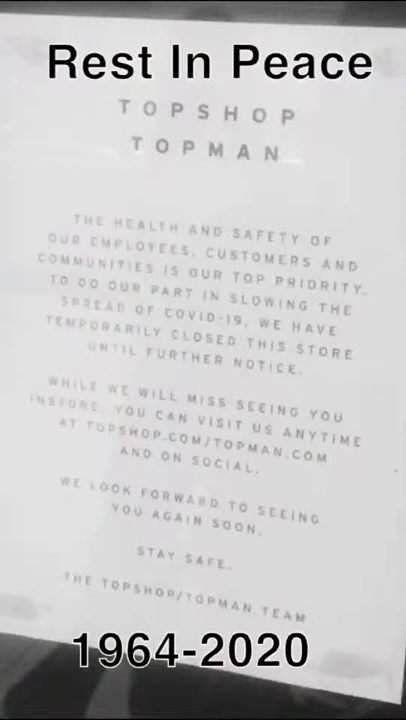 Rest In Peace
TOPSHOP
TOPMAN
THE HEALTH AND SAFETY OF
OUR EMPLOYEES, CUSTOMERS AND
COMMUNITIES IS OUR TOP PRIORITY.
TO DO OUR PART IN SLOWING THE
SPREAD OF COVID-19, WE HAVE
TEMPORARILY CLOSED THIS STORE
UNTIL FURTHER NOTICE.
WHILE WE WILL MISS SEEING YOU
INSTORE, YOU CAN VISIT US ANYTIME
AT TOPSHOP.COM/TOPMAN.COM
AND ON SOCIAL.
WE LOOK FORWARD TO SEEING
YOU AGAIN SOON.
STAY SAFE.
THE TOPSHOP/TOPMAN TEAM
1964-2020